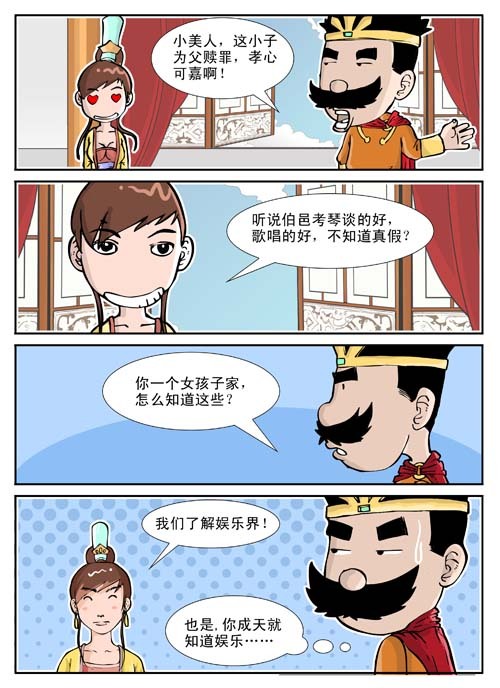 小美人，这小子
为父赎罪，孝心
可嘉啊！
听说伯邑考琴谈的好，
歌唱的好，不知道真假？
你一个女孩子家，
怎么知道这些？
我们了解娱乐界！
也是,你成天就
知道娱乐……